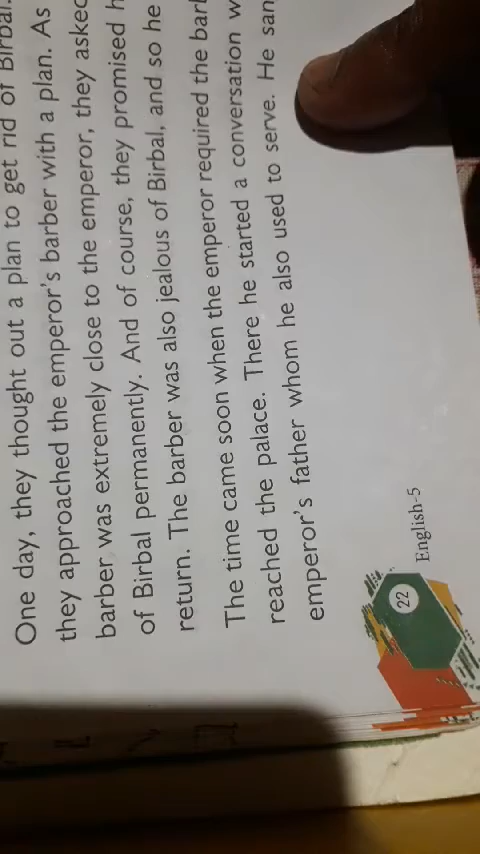 One day, they thought out a plan to get rid of Birbal.
they approached the emperor's barber with a plan. As
barber was extremely close to the emperor, they asked
of Birbal permanently. And of course, they promised
return. The barber was also jealous of Birbal, and so he
The time came soon when the emperor required the
reached the palace. There he started a conversation
emperor's father whom he also used to serve. He
22
English-5